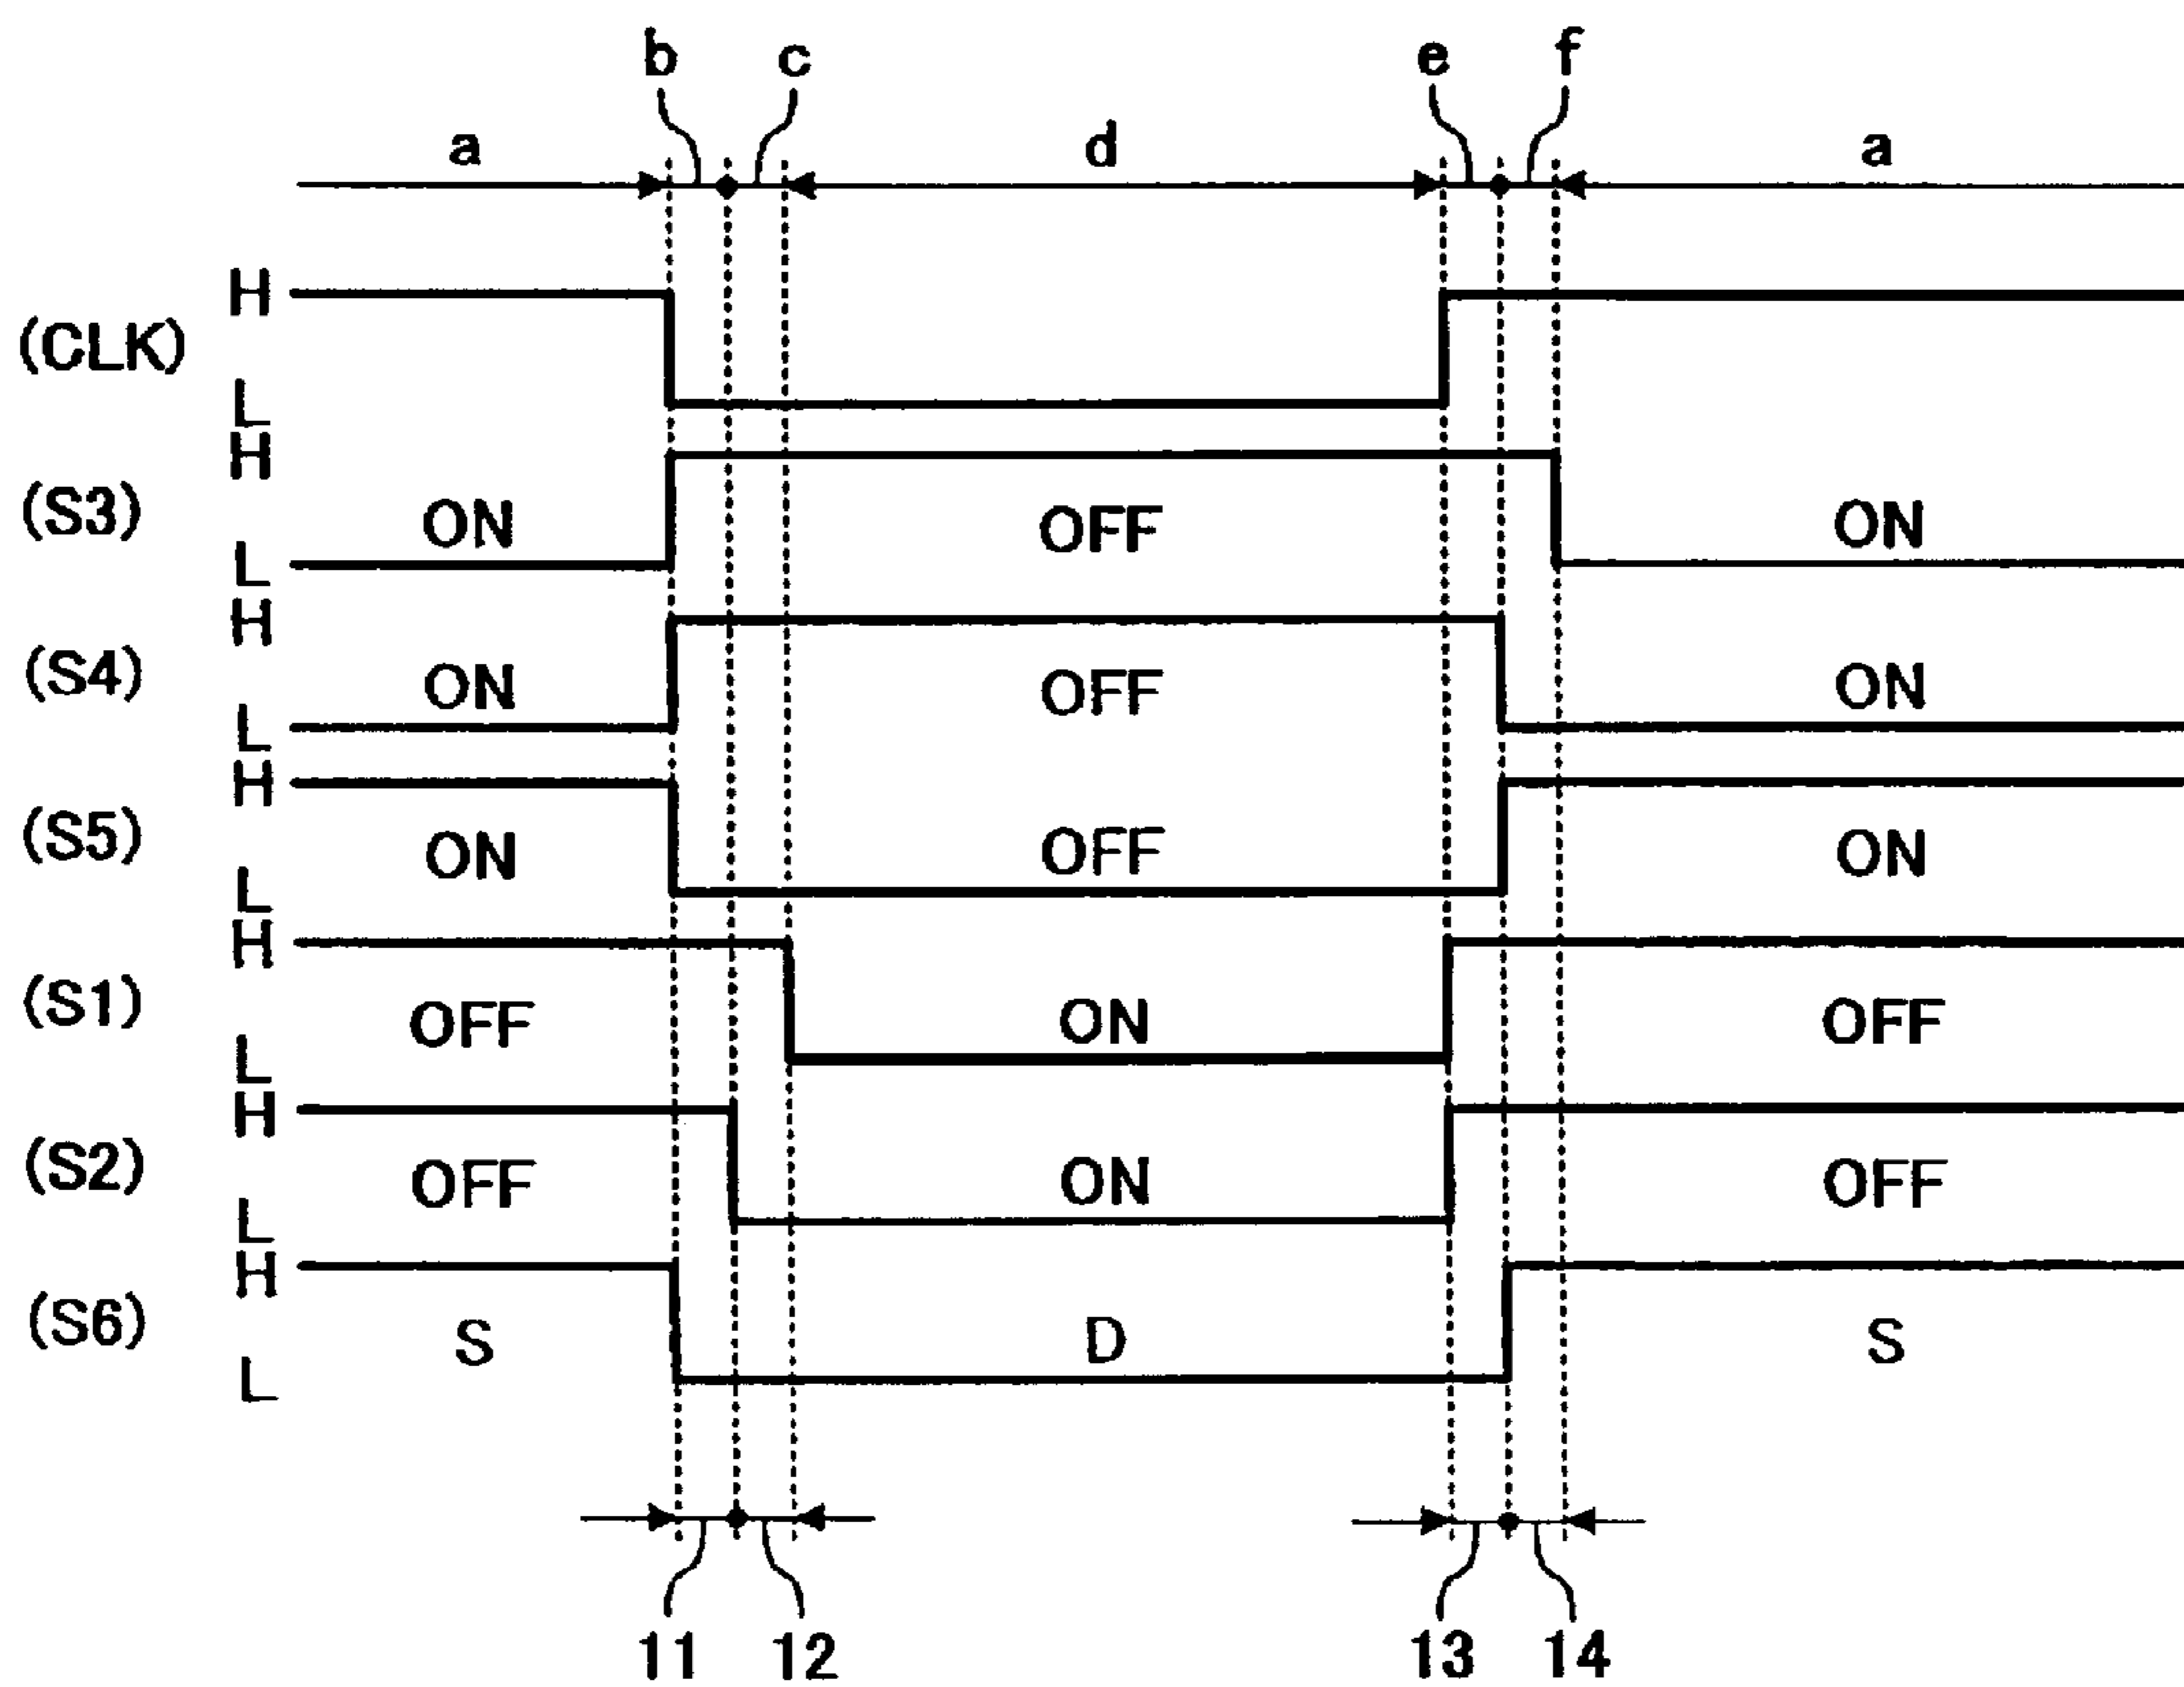 b c e f
a d a
H
(CLK)
L
H
(S3) ON OFF ON
L
H
(S4) ON OFF ON
L
H
(S5) ON OFF ON
L
H
(S1) OFF ON OFF
L
H
(S2) OFF ON OFF
L
H
(S6) S D S
L
11 12 13 14